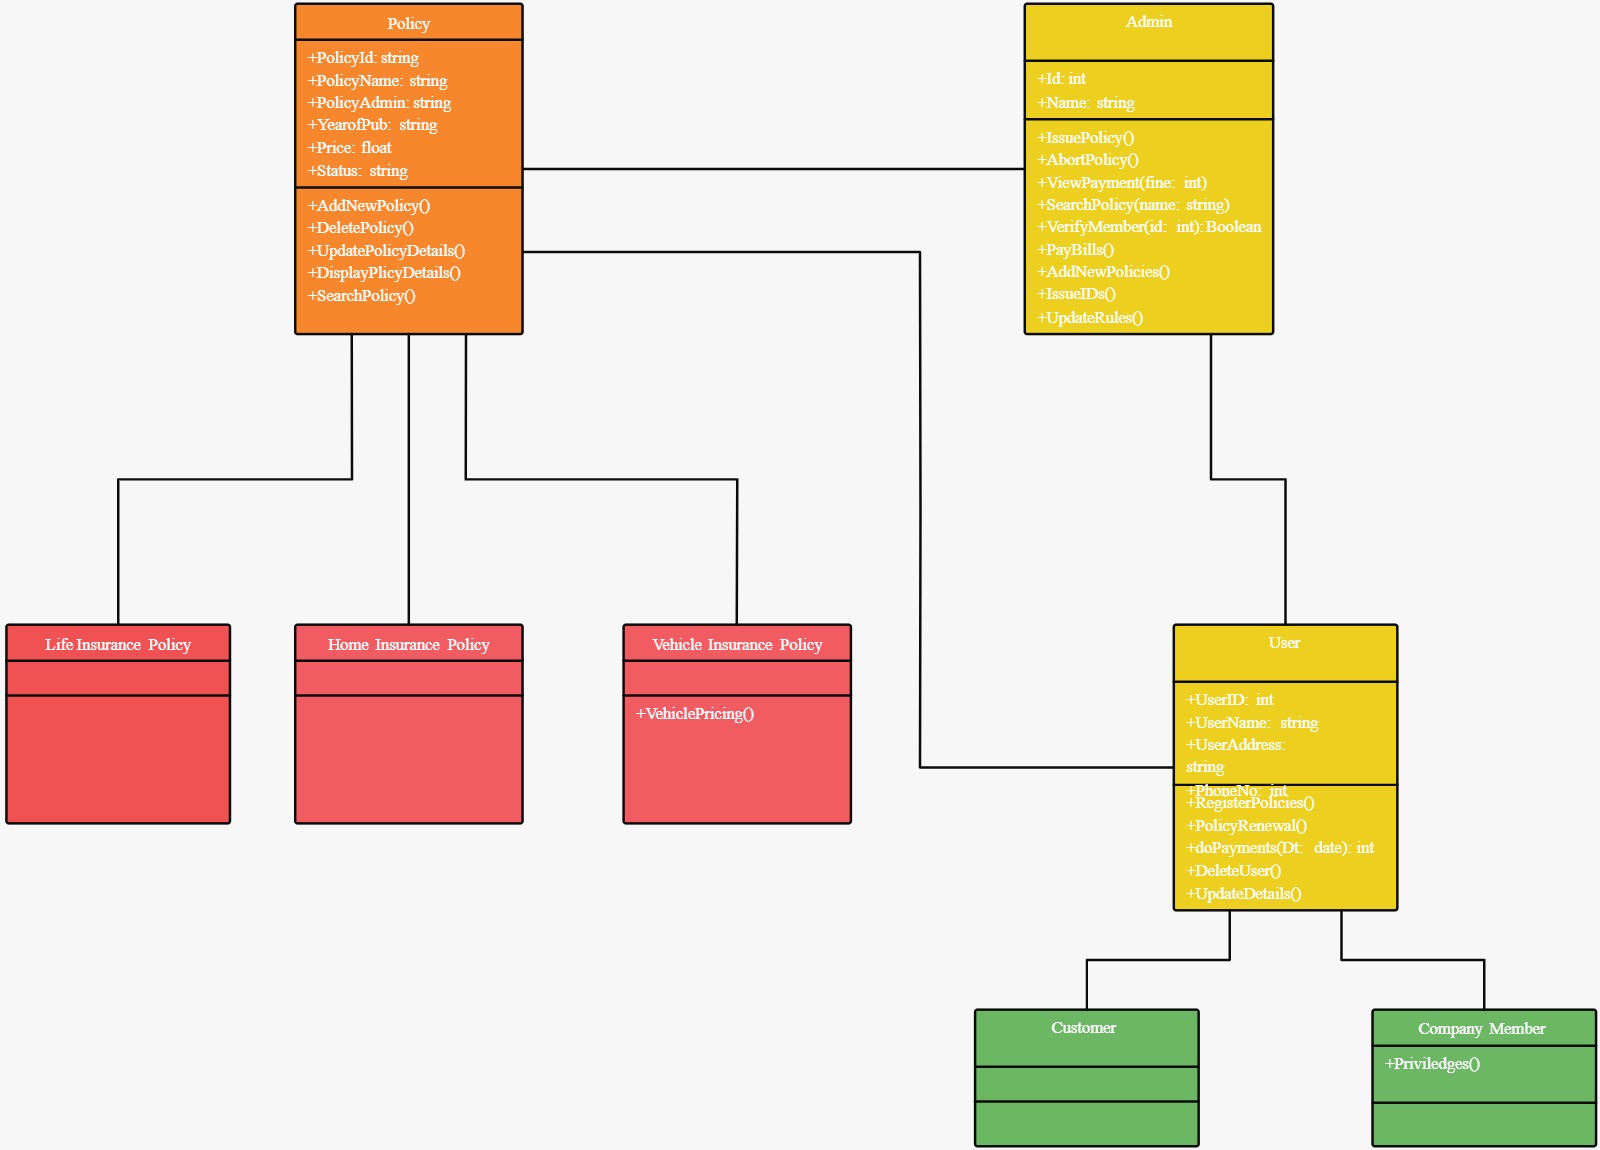 Policy
+PolicyId: string
+PolicyName: string
+PolicyAdmin: string
+YearofPub: string
+Price: float
+Status: string
+AddNewPolicy()
+DeletePolicy()
+UpdatePolicyDetails()
+DisplayPlicyDetails()
+SearchPolicy()
Admin
+Id: int
+Name: string
+IssuePolicy()
+AbortPolicy()
+ViewPayment(fine: int)
+SearchPolicy(name: string)
+VerifyMember(id: int): Boolean
+PayBills()
+AddNewPolicies()
+IssueIDs()
+UpdateRules()
Life Insurance Policy
Home Insurance Policy
Vehicle Insurance Policy
+VehiclePricing()
User
+UserID: int
+UserName: string
+UserAddress:
string
+PhoneNo: int
+RegisterPolicies()
+PolicyRenewal()
+doPayments(Dt: date): int
+DeleteUser()
+UpdateDetails()
Customer
Company Member
+Priviledges()